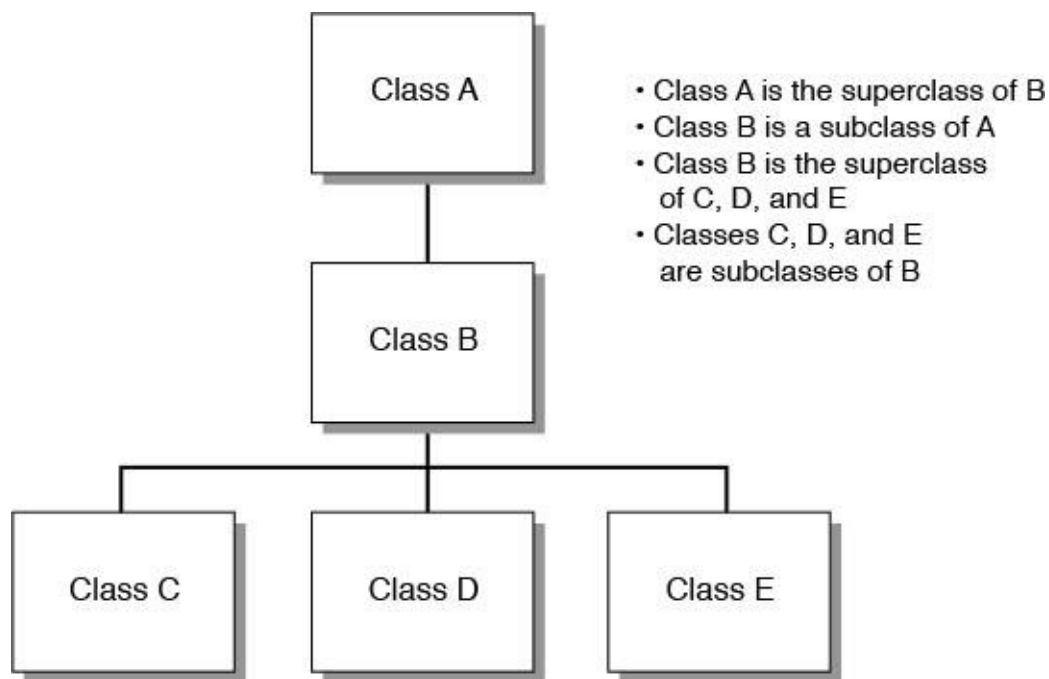 Class A
• Class A is the superclass of B
• Class B is a subclass of A
• Class B is the superclass
of C, D, and E
• Classes C, D, and E
are subclasses of B
Class B
Class C
Class D
Class E